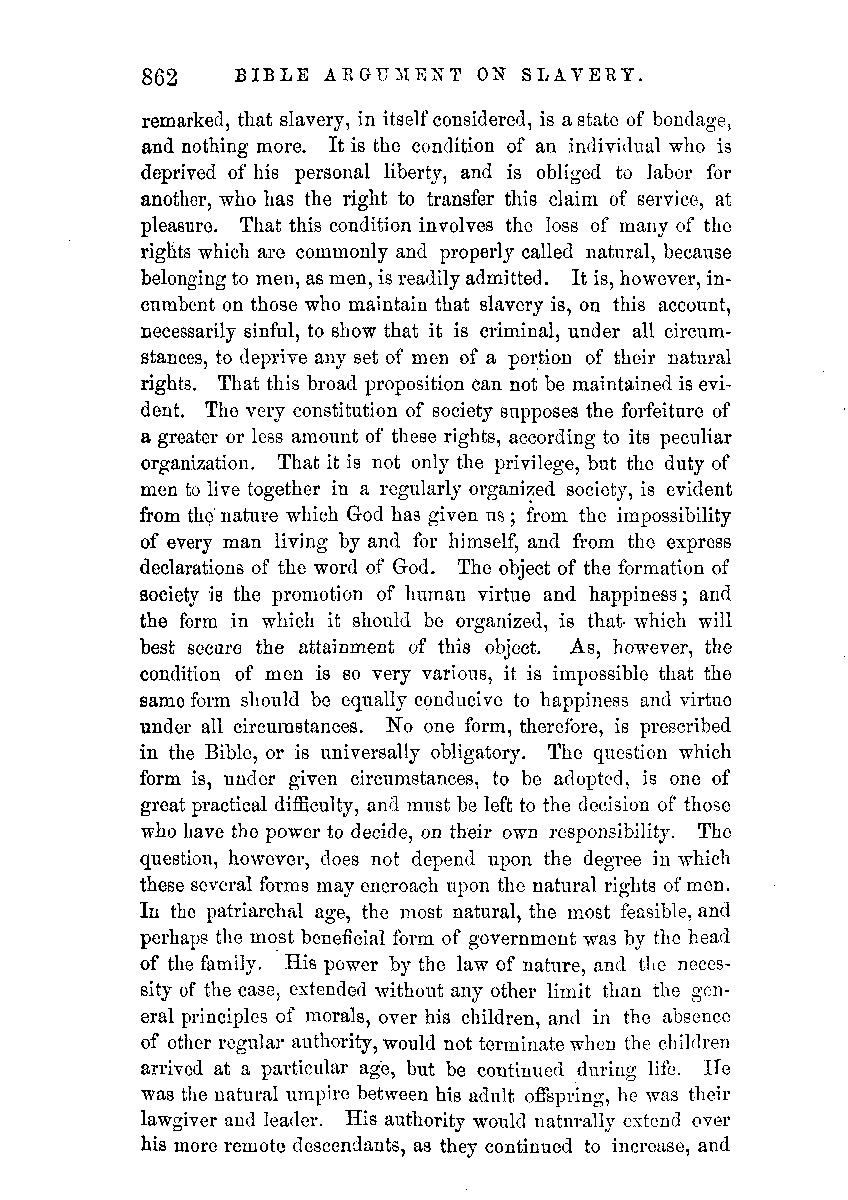 862 BIBLE ARGUMENT ON SLAVERY.
remarked, that slavery, in itself considered, is a state of bondage,
and nothing more. It is the condition of an individual who is
deprived of his personal liberty, and is obliged to labor for
another, who has the right to transfer this claim of service, at
pleasure. That this condition involves the loss of many of the
rights which are commonly and properly called natural, because
belonging to men, as men, is readily admitted. It is, however, in-
cumbent on those who maintain that slavery is, on this account,
necessarily sinful, to show that it is criminal, under all circum-
stances, to deprive any set of men of a portion of their natural
rights. That this broad proposition can not be maintained is evi-
dent. The very constitution of society supposes the forfeiture of
a greater or less amount of these rights, according to its peculiar
organization. That it is not only the privilege, but the duty of
men to live together in a regularly organized society, is evident
from the nature which God has given us; from the impossibility
of every man living by and for himself, and from the express
declarations of the word of God. The object of the formation of
society is the promotion of human virtue and happiness; and
the form in which it should be organized, is that which will
best secure the attainment of this object. As, however, the
condition of men is so very various, it is impossible that the
same form should be equally conducive to happiness and virtue
under all circumstances. No one form, therefore, is prescribed
in the Bible, or is universally obligatory. The question which
form is, under given circumstances, to be adopted, is one of
great practical difficulty, and must be left to the decision of those
who have the power to decide, on their own responsibility. The
question, however, does not depend upon the degree in which
these several forms may encroach upon the natural rights of men.
In the patriarchal age, the most natural, the most feasible, and
perhaps the most beneficial form of government was by the head
of the family. His power by the law of nature, and the neces-
sity of the case, extended without any other limit than the gen-
eral principles of morals, over his children, and in the absence
of other regular authority, would not terminate when the children
arrived at a particular age, but be continued during life. He
was the natural umpire between his adult offspring, he was their
lawgiver and leader. His authority would naturally extend over
his more remote descendants, as they continued to increase, and